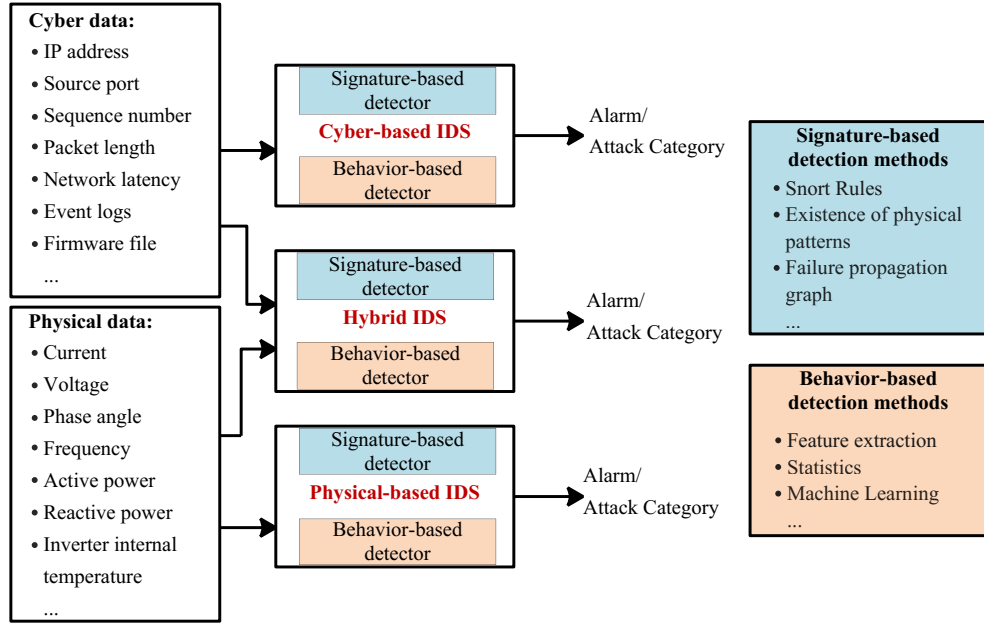 Cyber data:
• IP address
• Source port
• Sequence number
• Packet length
• Network latency
• Event logs
• Firmware file
...
Physical data:
• Current
• Voltage
• Phase angle
• Frequency
• Active power
• Reactive power
• Inverter internal
temperature
...
Signature-based
detector
Cyber-based IDS
Behavior-based
detector
Alarm/
Attack Category
Signature-based
detector
Hybrid IDS
Behavior-based
detector
Alarm/
Attack Category
Signature-based
detector
Physical-based IDS
Behavior-based
detector
Alarm/
Attack Category
Signature-based
detection methods
• Snort Rules
• Existence of physical
patterns
• Failure propagation
graph
...
Behavior-based
detection methods
• Feature extraction
• Statistics
• Machine Learning
...